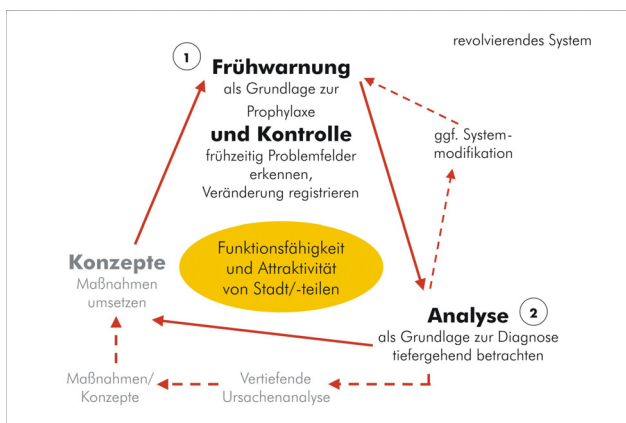 revolvierendes System
1
Frühwarnung
als Grundlage zur
Prophylaxe
und Kontrolle
frühzeitig Problemfelder
erkennen,
Veränderung registrieren
ggf. System-
modifikation
Funktionsfähigkeit
und Attraktivität
von Stadt/-teilen
Konzepte
Maßnahmen
umsetzen
Analyse 2
als Grundlage zur Diagnose
tiefergehend betrachten
Maßnahmen/
Konzepte
Vertiefende
Ursachenanalyse